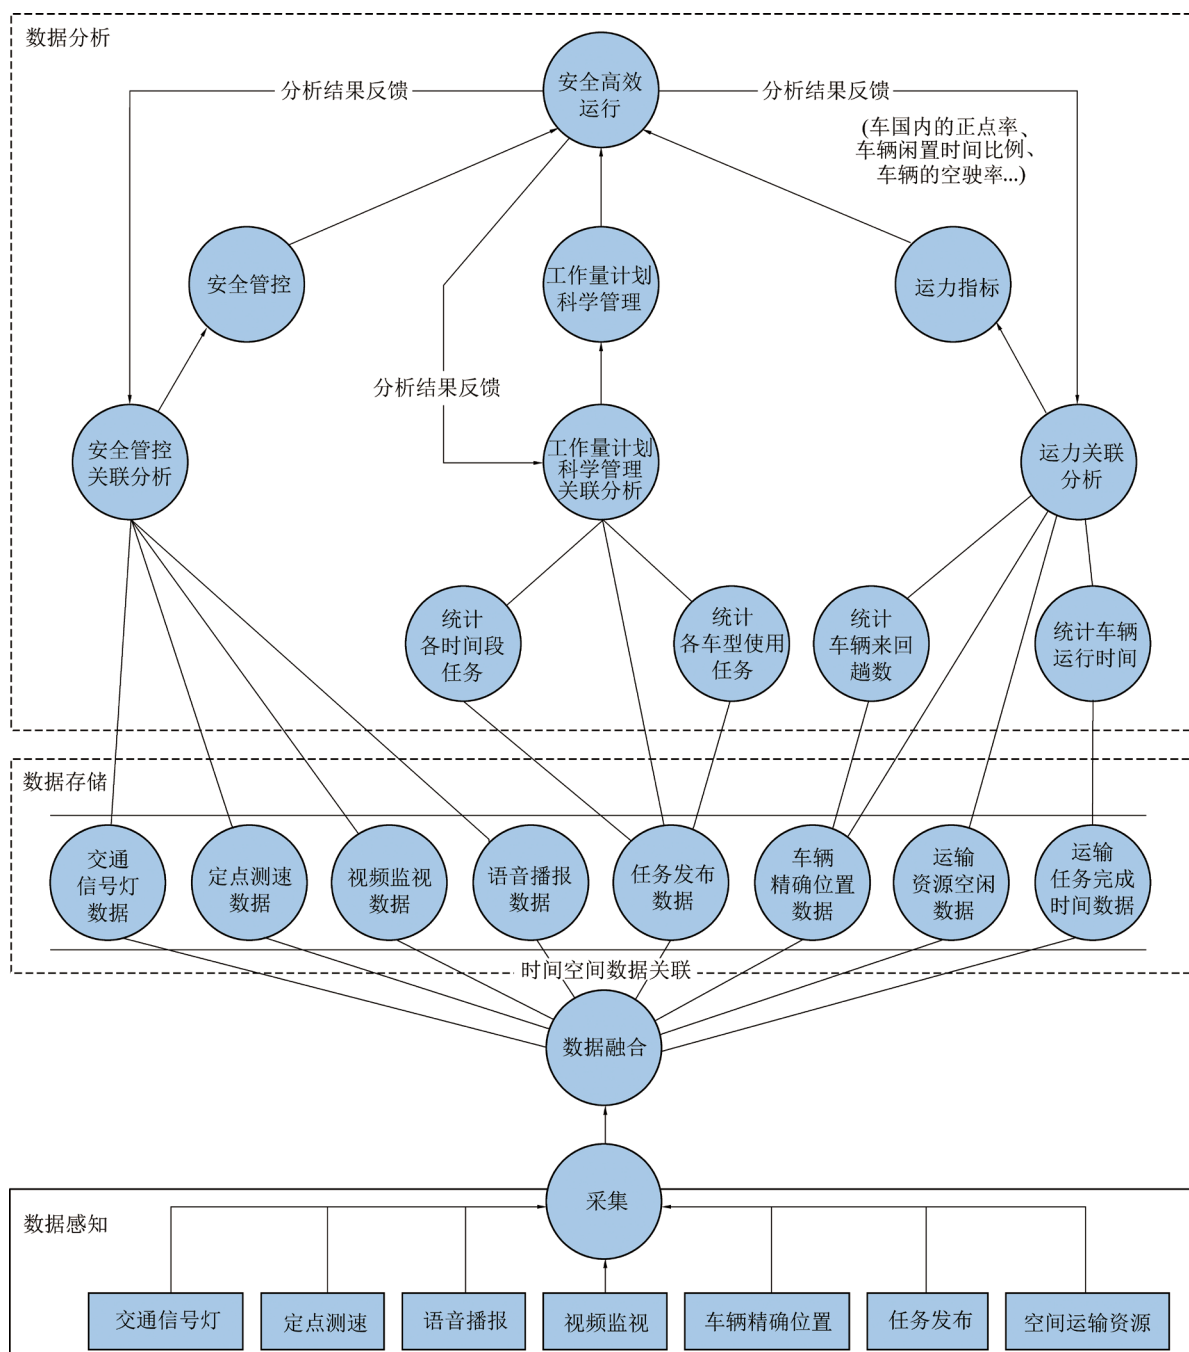 数据分析
安全高效
运行
分析结果反馈
分析结果反馈
(车国内的正点率、
车辆闲置时间比例、
车辆的空驶率...)
安全管控
工作量计划
科学管理
运力指标
分析结果反馈
安全管控
关联分析
工作量计划
科学管理
关联分析
运力关联
分析
统计
各时间段
任务
统计
各车型使用
任务
统计
车辆来回
趟数
统计车辆
运行时间
数据存储
交通
信号灯
数据
定点测速
数据
视频监视
数据
语音播报
数据
任务发布
数据
车辆
精确位置
数据
运输
资源空闲
数据
运输
任务完成
时间数据
时间空间数据关联
数据融合
采集
数据感知
交通信号灯
定点测速
语音播报
视频监视
车辆精确位置
任务发布
空间运输资源